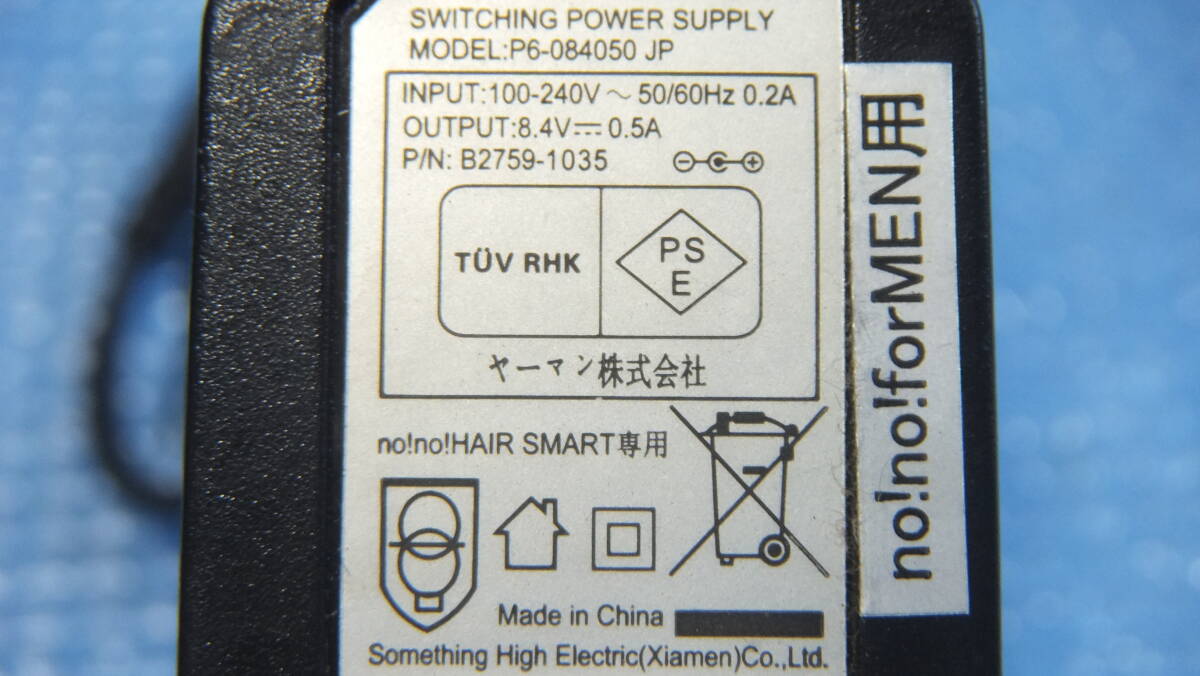 SWITCHING POWER SUPPLY
MODEL:P6-084050 JP
INPUT:100-240V～ 50/60Hz 0.2A
OUTPUT:8.4V⎓ 0.5A
P/N: B2759-1035
TÜV RHK
PS
E
ヤーマン株式会社
no!no!HAIR SMART専用
Made in China
Something High Electric(Xiamen)Co.,Ltd.
no!no!forMEN用